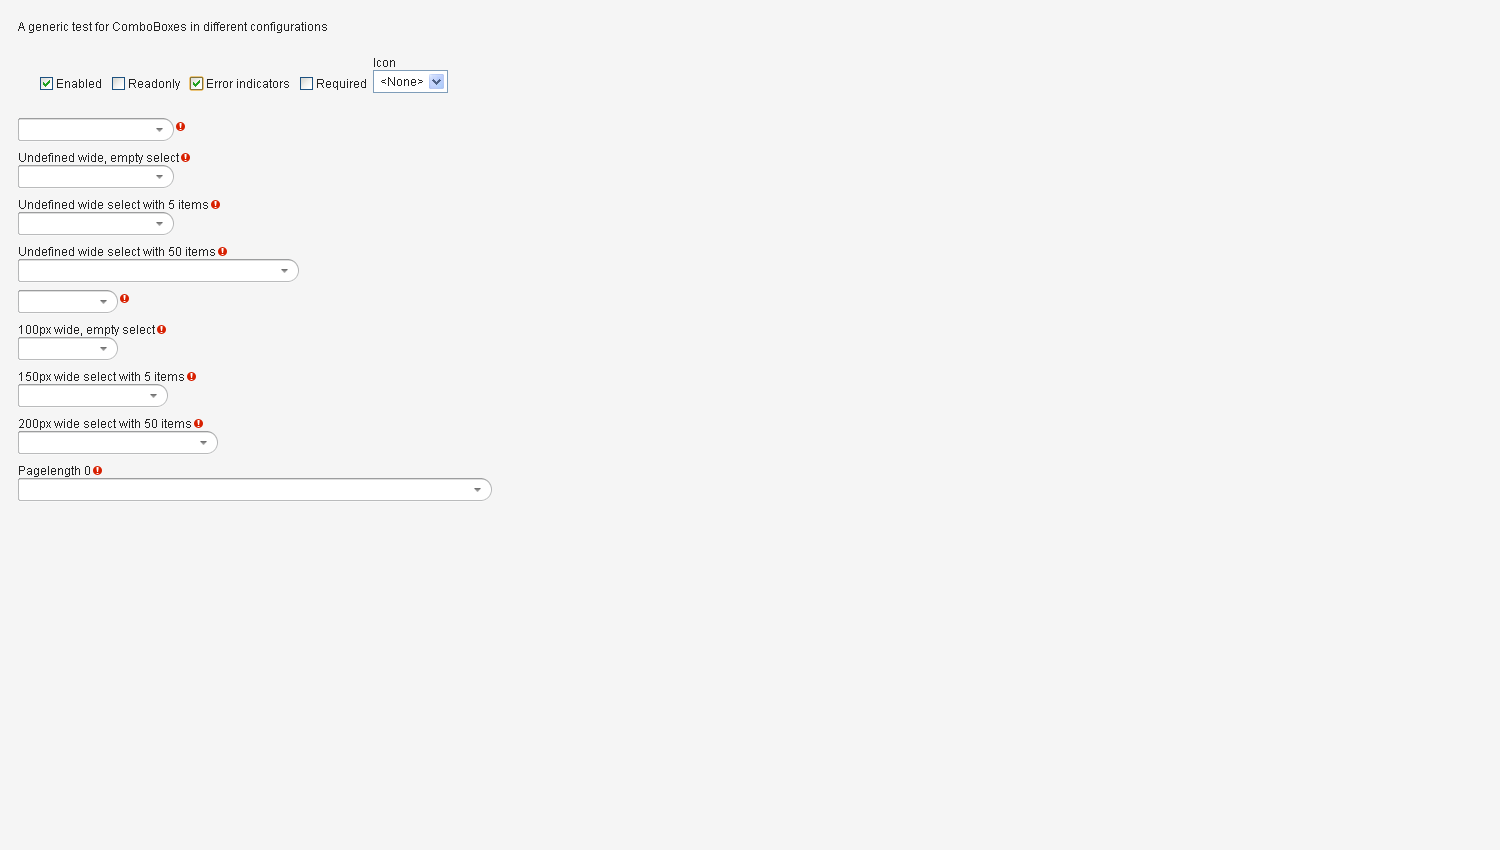 A generic test for ComboBoxes in different configurations
Icon
Enabled Readonly Error indicators Required <None>
Undefined wide, empty select
Undefined wide select with 5 items
Undefined wide select with 50 items
100px wide, empty select
150px wide select with 5 items
200px wide select with 50 items
Pagelength 0